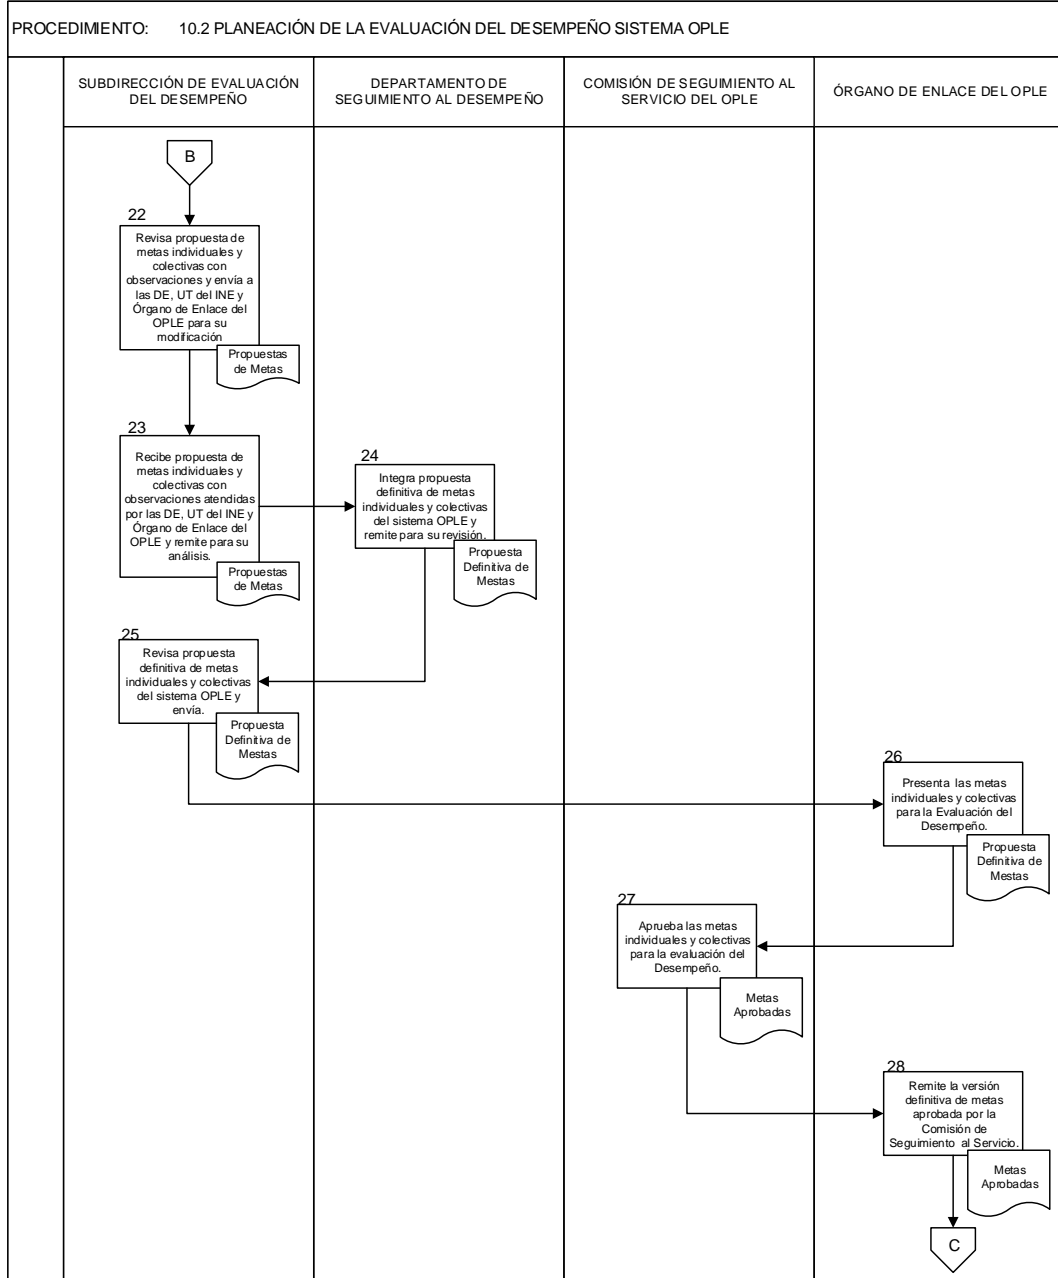 PROCEDIMIENTO: 10.2 PLANEACIÓN DE LA EVALUACIÓN DEL DESEMPEÑO SISTEMA OPLE
SUBDIRECCIÓN DE EVALUACIÓN
DEL DESEMPEÑO
DEPARTAMENTO DE
SEGUIMIENTO AL DESEMPEÑO
COMISIÓN DE SEGUIMIENTO AL
SERVICIO DEL OPLE
ÓRGANO DE ENLACE DEL OPLE
B
22
Revisa propuesta de
metas individuales y
colectivas con
observaciones y envía a
las DE, UT del INE y
Órgano de Enlace del
OPLE para su
modificación
Propuestas
de Metas
23
Recibe propuesta de
metas individuales y
colectivas con
observaciones atendidas
por las DE, UT del INE y
Órgano de Enlace del
OPLE y remite para su
análisis.
Propuestas
de Metas
24
Integra propuesta
definitiva de metas
individuales y colectivas
del sistema OPLE y
remite para su revisión.
Propuesta
Definitiva de
Mestas
25
Revisa propuesta
definitiva de metas
individuales y colectivas
del sistema OPLE y
envía.
Propuesta
Definitiva de
Mestas
26
Presenta las metas
individuales y colectivas
para la Evaluación del
Desempeño.
Propuesta
Definitiva de
Mestas
27
Aprueba las metas
individuales y colectivas
para la evaluación del
Desempeño.
Metas
Aprobadas
28
Remite la versión
definitiva de metas
aprobada por la
Comisión de
Seguimiento al Servicio.
Metas
Aprobadas
C